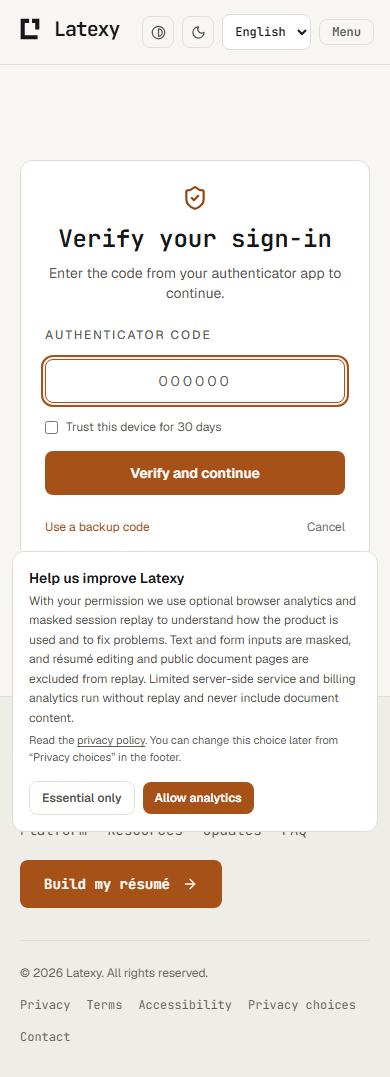 Latexy
English
Menu
Verify your sign-in
Enter the code from your authenticator app to
continue.
AUTHENTICATOR CODE
000000
Trust this device for 30 days
Verify and continue
Use a backup code
Cancel
Help us improve Latexy
With your permission we use optional browser analytics and
masked session replay to understand how the product is
used and to fix problems. Text and form inputs are masked,
and résumé editing and public document pages are
excluded from replay. Limited server-side service and billing
analytics run without replay and never include document
content.
Read the privacy policy. You can change this choice later from
“Privacy choices” in the footer.
Essential only
Allow analytics
Platform Resources Updates FAQ
Build my résumé →
© 2026 Latexy. All rights reserved.
Privacy Terms Accessibility Privacy choices
Contact